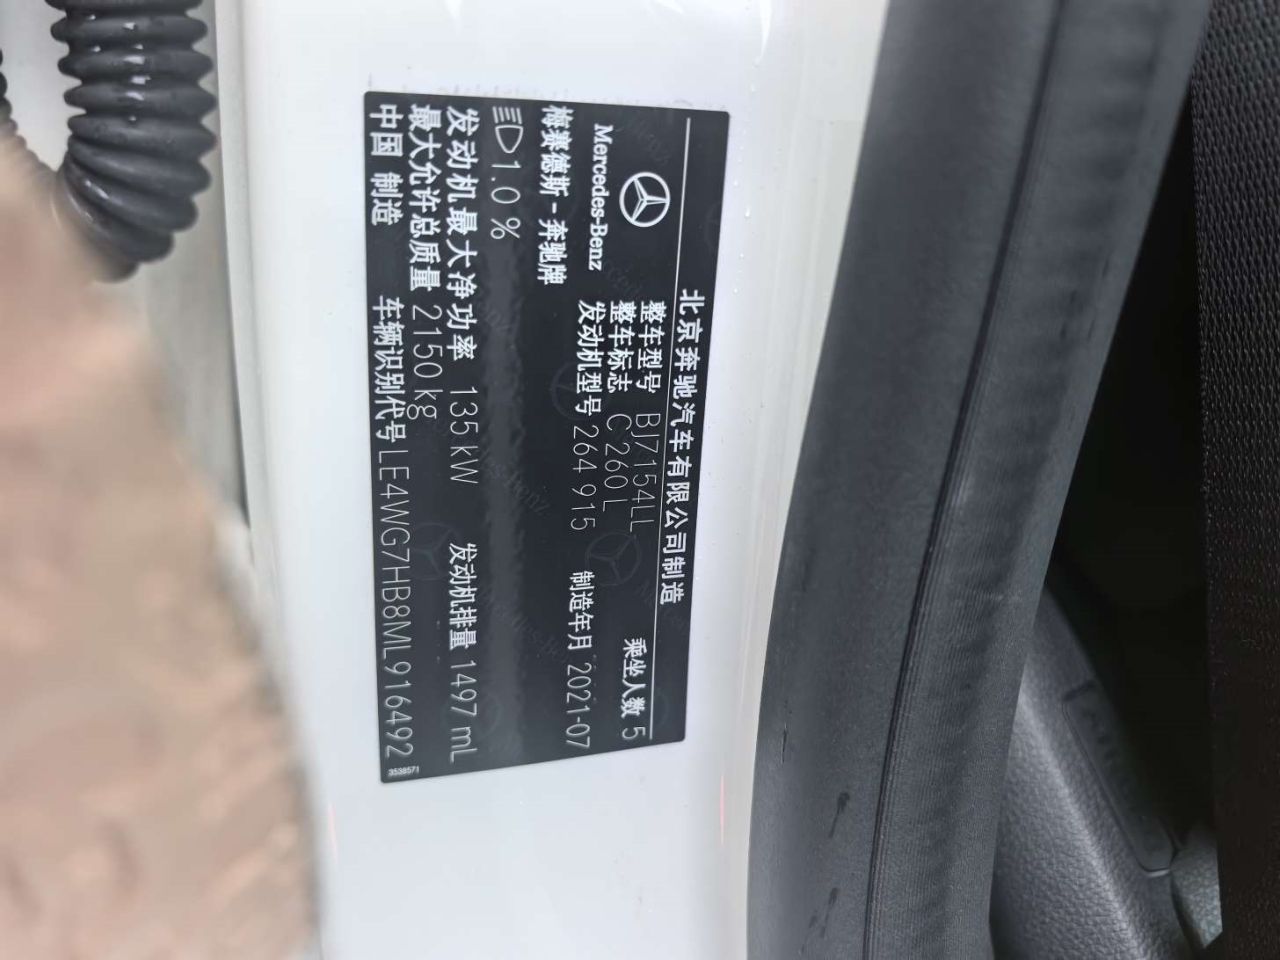 北京奔驰汽车有限公司制造
Mercedes-Benz
整车型号 BJ7154LL
乘坐人数 5
整车标志 C 260 L
发动机型号 264 915
制造年月 2021-07
梅赛德斯-奔驰牌
1.0 %
发动机最大净功率 135 kW
发动机排量 1497 mL
最大允许总质量 2150 kg
中国 制造
车辆识别代号 LE4WG7HB8ML916492
3538571